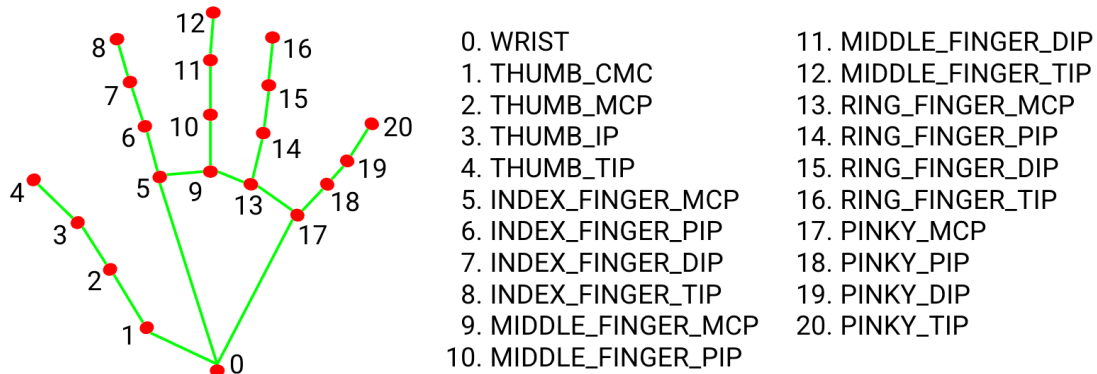 12
8
16
11
7
15
6
10
20
14
19
4
5
9
13
18
3
17
2
1
0
0. WRIST
1. THUMB_CMC
2. THUMB_MCP
3. THUMB_IP
4. THUMB_TIP
5. INDEX_FINGER_MCP
6. INDEX_FINGER_PIP
7. INDEX_FINGER_DIP
8. INDEX_FINGER_TIP
9. MIDDLE_FINGER_MCP
10. MIDDLE_FINGER_PIP
11. MIDDLE_FINGER_DIP
12. MIDDLE_FINGER_TIP
13. RING_FINGER_MCP
14. RING_FINGER_PIP
15. RING_FINGER_DIP
16. RING_FINGER_TIP
17. PINKY_MCP
18. PINKY_PIP
19. PINKY_DIP
20. PINKY_TIP